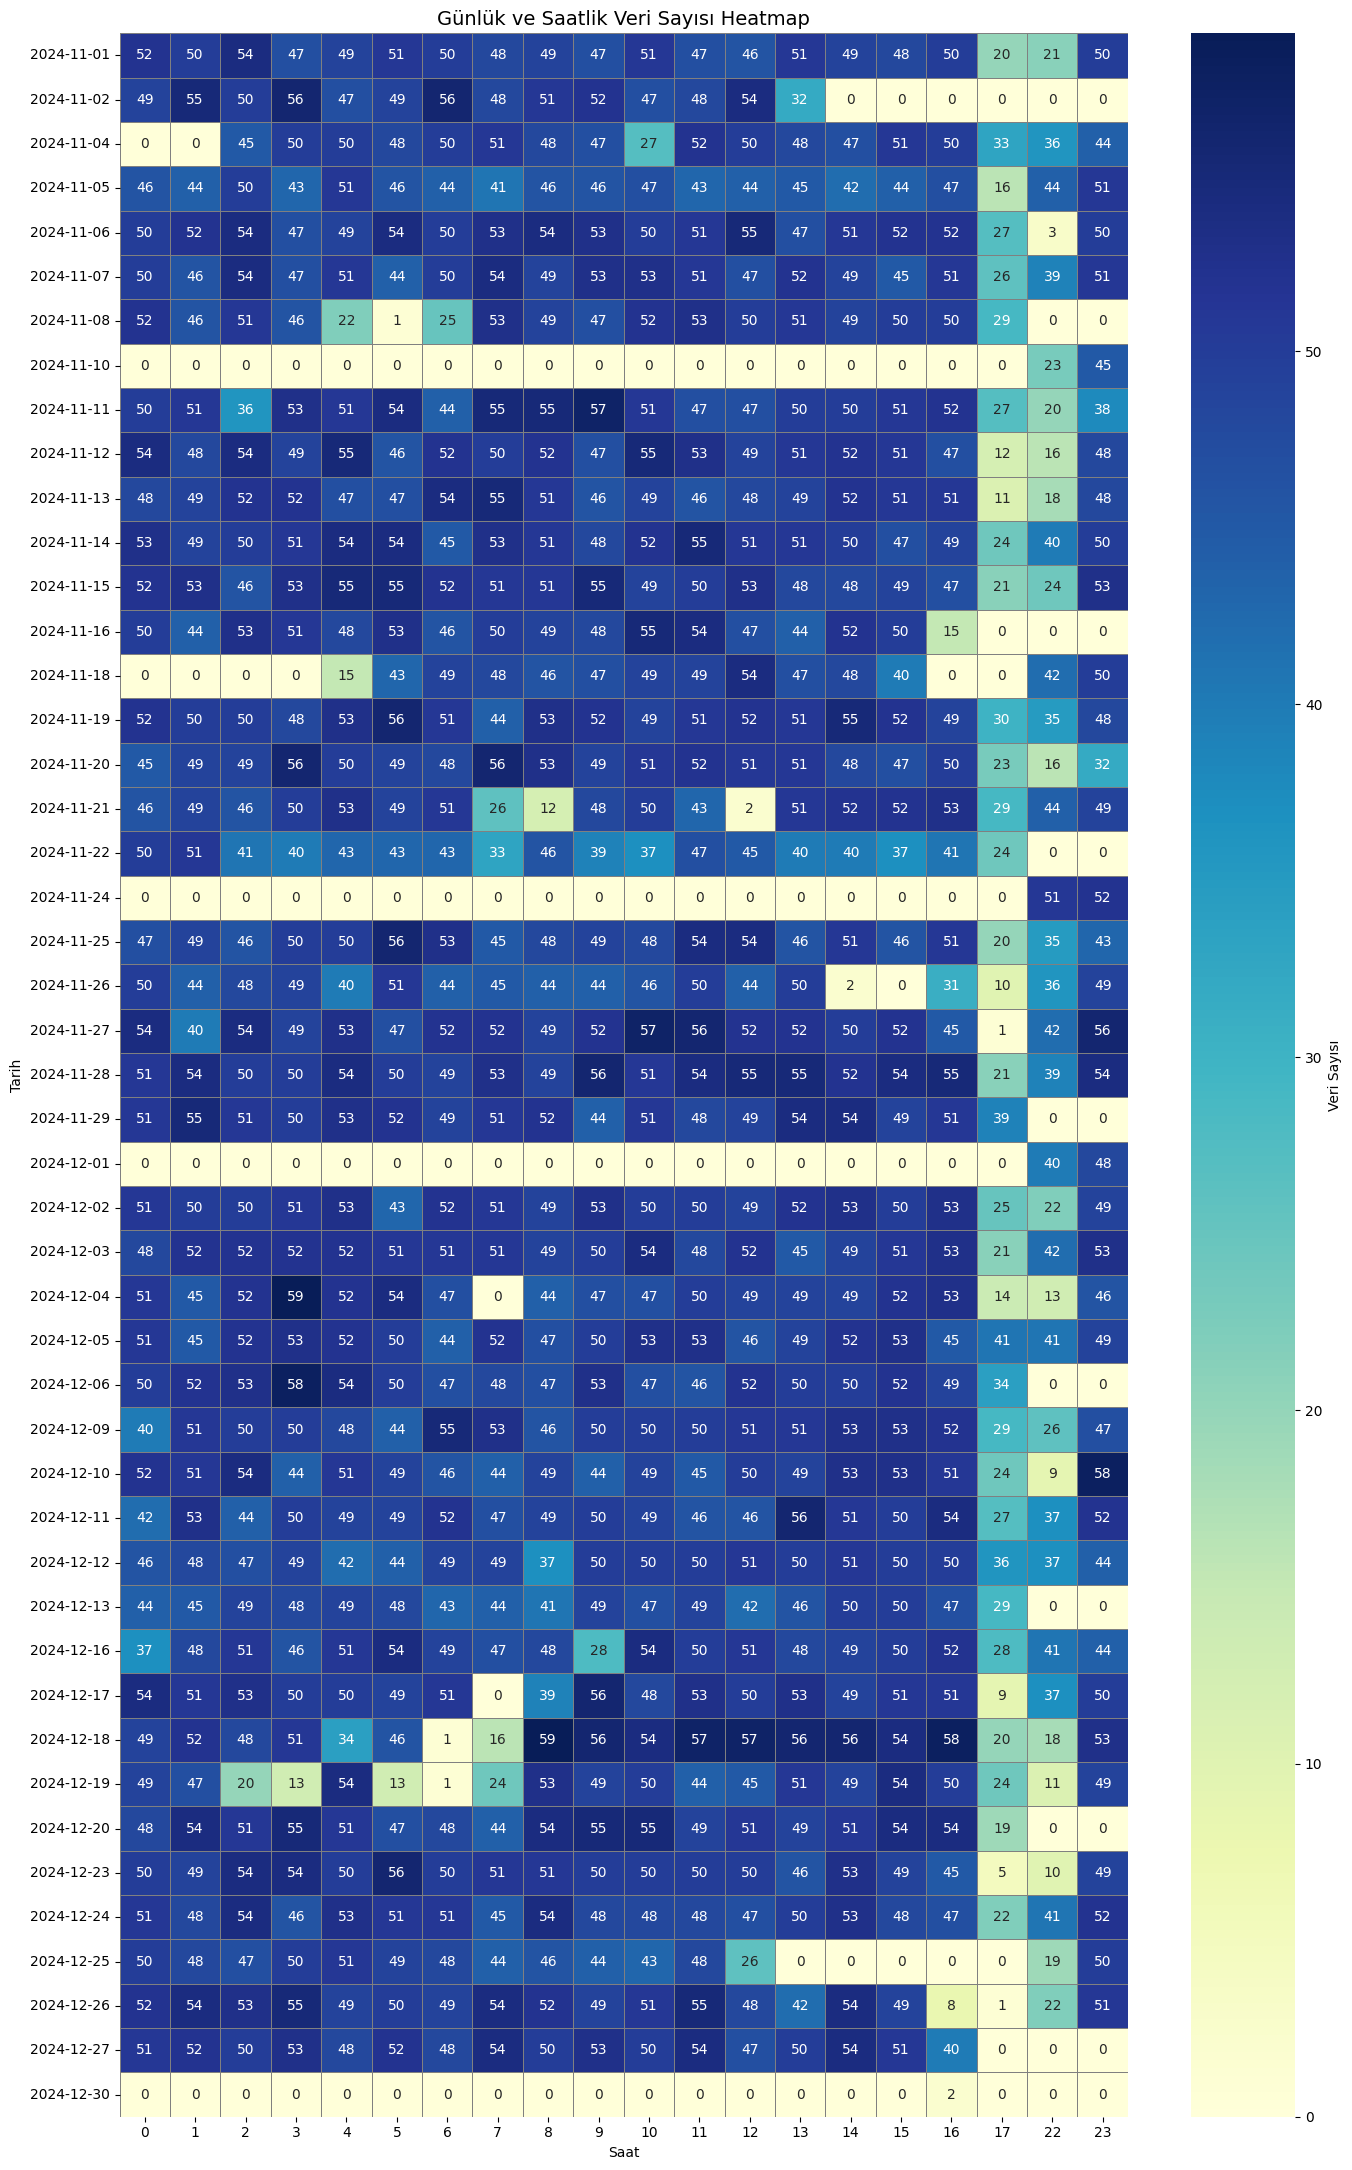 Günlük ve Saatlik Veri Sayısı Heatmap
2024-11-01 52 50 54 47 49 51 50 48 49 47 51 47 46 51 49 48 50 20 21 50
2024-11-02 49 55 50 56 47 49 56 48 51 52 47 48 54 32 0 0 0 0 0 0
2024-11-04 0 0 45 50 50 48 50 51 48 47 27 52 50 48 47 51 50 33 36 44
2024-11-05 46 44 50 43 51 46 44 41 46 46 47 43 44 45 42 44 47 16 44 51
2024-11-06 50 52 54 47 49 54 50 53 54 53 50 51 55 47 51 52 52 27 3 50
2024-11-07 50 46 54 47 51 44 50 54 49 53 53 51 47 52 49 45 51 26 39 51
2024-11-08 52 46 51 46 22 1 25 53 49 47 52 53 50 51 49 50 50 29 0 0
2024-11-10 0 0 0 0 0 0 0 0 0 0 0 0 0 0 0 0 0 0 23 45
2024-11-11 50 51 36 53 51 54 44 55 55 57 51 47 47 50 50 51 52 27 20 38
2024-11-12 54 48 54 49 55 46 52 50 52 47 55 53 49 51 52 51 47 12 16 48
2024-11-13 48 49 52 52 47 47 54 55 51 46 49 46 48 49 52 51 51 11 18 48
2024-11-14 53 49 50 51 54 54 45 53 51 48 52 55 51 51 50 47 49 24 40 50
2024-11-15 52 53 46 53 55 55 52 51 51 55 49 50 53 48 48 49 47 21 24 53
2024-11-16 50 44 53 51 48 53 46 50 49 48 55 54 47 44 52 50 15 0 0 0
2024-11-18 0 0 0 0 15 43 49 48 46 47 49 49 54 47 48 40 0 0 42 50
2024-11-19 52 50 50 48 53 56 51 44 53 52 49 51 52 51 55 52 49 30 35 48
2024-11-20 45 49 49 56 50 49 48 56 53 49 51 52 51 51 48 47 50 23 16 32
2024-11-21 46 49 46 50 53 49 51 26 12 48 50 43 2 51 52 52 53 29 44 49
2024-11-22 50 51 41 40 43 43 43 33 46 39 37 47 45 40 40 37 41 24 0 0
2024-11-24 0 0 0 0 0 0 0 0 0 0 0 0 0 0 0 0 0 0 51 52
2024-11-25 47 49 46 50 50 56 53 45 48 49 48 54 54 46 51 46 51 20 35 43
2024-11-26 50 44 48 49 40 51 44 45 44 44 46 50 44 50 2 0 31 10 36 49
2024-11-27 54 40 54 49 53 47 52 52 49 52 57 56 52 52 50 52 45 1 42 56
2024-11-28 51 54 50 50 54 50 49 53 49 56 51 54 55 55 52 54 55 21 39 54
2024-11-29 51 55 51 50 53 52 49 51 52 44 51 48 49 54 54 49 51 39 0 0
2024-12-01 0 0 0 0 0 0 0 0 0 0 0 0 0 0 0 0 0 0 40 48
2024-12-02 51 50 50 51 53 43 52 51 49 53 50 50 49 52 53 50 53 25 22 49
2024-12-03 48 52 52 52 52 51 51 51 49 50 54 48 52 45 49 51 53 21 42 53
2024-12-04 51 45 52 59 52 54 47 0 44 47 47 50 49 49 49 52 53 14 13 46
2024-12-05 51 45 52 53 52 50 44 52 47 50 53 53 46 49 52 53 45 41 41 49
2024-12-06 50 52 53 58 54 50 47 48 47 53 47 46 52 50 50 52 49 34 0 0
2024-12-09 40 51 50 50 48 44 55 53 46 50 50 50 51 51 53 53 52 29 26 47
2024-12-10 52 51 54 44 51 49 46 44 49 44 49 45 50 49 53 53 51 24 9 58
2024-12-11 42 53 44 50 49 49 52 47 49 50 49 46 46 56 51 50 54 27 37 52
2024-12-12 46 48 47 49 42 44 49 49 37 50 50 50 51 50 51 50 50 36 37 44
2024-12-13 44 45 49 48 49 48 43 44 41 49 47 49 42 46 50 50 47 29 0 0
2024-12-16 37 48 51 46 51 54 49 47 48 28 54 50 51 48 49 50 52 28 41 44
2024-12-17 54 51 53 50 50 49 51 0 39 56 48 53 50 53 49 51 51 9 37 50
2024-12-18 49 52 48 51 34 46 1 16 59 56 54 57 57 56 56 54 58 20 18 53
2024-12-19 49 47 20 13 54 13 1 24 53 49 50 44 45 51 49 54 50 24 11 49
2024-12-20 48 54 51 55 51 47 48 44 54 55 55 49 51 49 51 54 54 19 0 0
2024-12-23 50 49 54 54 50 56 50 51 51 50 50 50 50 46 53 49 45 5 10 49
2024-12-24 51 48 54 46 53 51 51 45 54 48 48 48 47 50 53 48 47 22 41 52
2024-12-25 50 48 47 50 51 49 48 44 46 44 43 48 26 0 0 0 0 0 19 50
2024-12-26 52 54 53 55 49 50 49 54 52 49 51 55 48 42 54 49 8 1 22 51
2024-12-27 51 52 50 53 48 52 48 54 50 53 50 54 47 50 54 51 40 0 0 0
2024-12-30 0 0 0 0 0 0 0 0 0 0 0 0 0 0 0 0 2 0 0 0
0 1 2 3 4 5 6 7 8 9 10 11 12 13 14 15 16 17 22 23
Saat
Tarih
50
40
30
20
10
0
Veri Sayısı